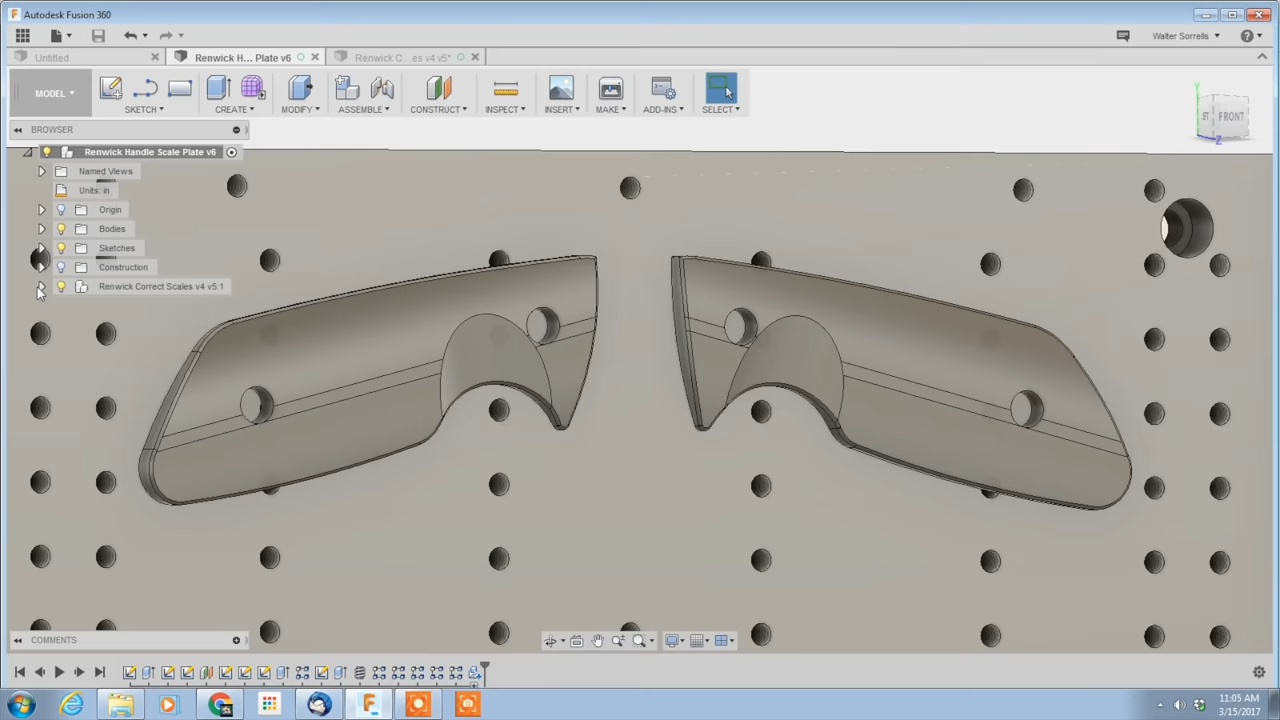 Autodesk Fusion 360
Walter Sorrells
Untitled
Renwick H... Plate v6
Renwick C...es v4 v5*
MODEL
SKETCH
CREATE
MODIFY
ASSEMBLE
CONSTRUCT
INSPECT
INSERT
MAKE
ADD-INS
SELECT
FRONT
Y
Z
BROWSER
Renwick Handle Scale Plate v6
Named Views
Units: in
Origin
Bodies
Sketches
Construction
Renwick Correct Scales v4 v5:1
COMMENTS
11:05 AM
3/15/2017